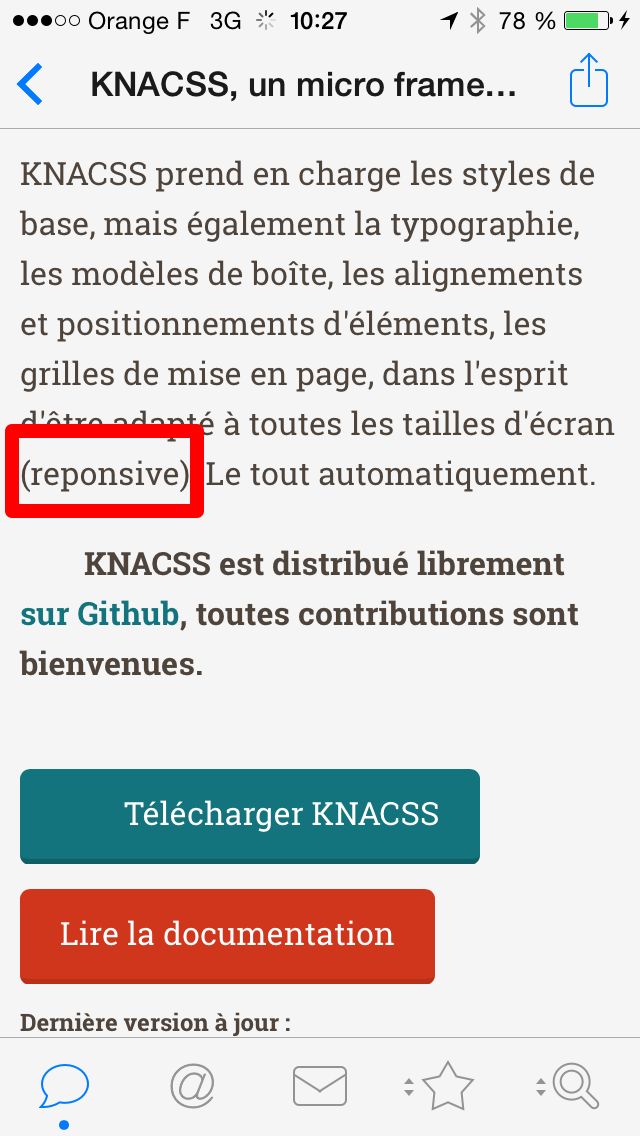 Orange F 3G 10:27 78 %
KNACSS, un micro frame...
KNACSS prend en charge les styles de
base, mais également la typographie,
les modèles de boîte, les alignements
et positionnements d'éléments, les
grilles de mise en page, dans l'esprit
d'être adapté à toutes les tailles d'écran
(reponsive). Le tout automatiquement.
KNACSS est distribué librement
sur Github, toutes contributions sont
bienvenues.
Télécharger KNACSS
Lire la documentation
Dernière version à jour :
@